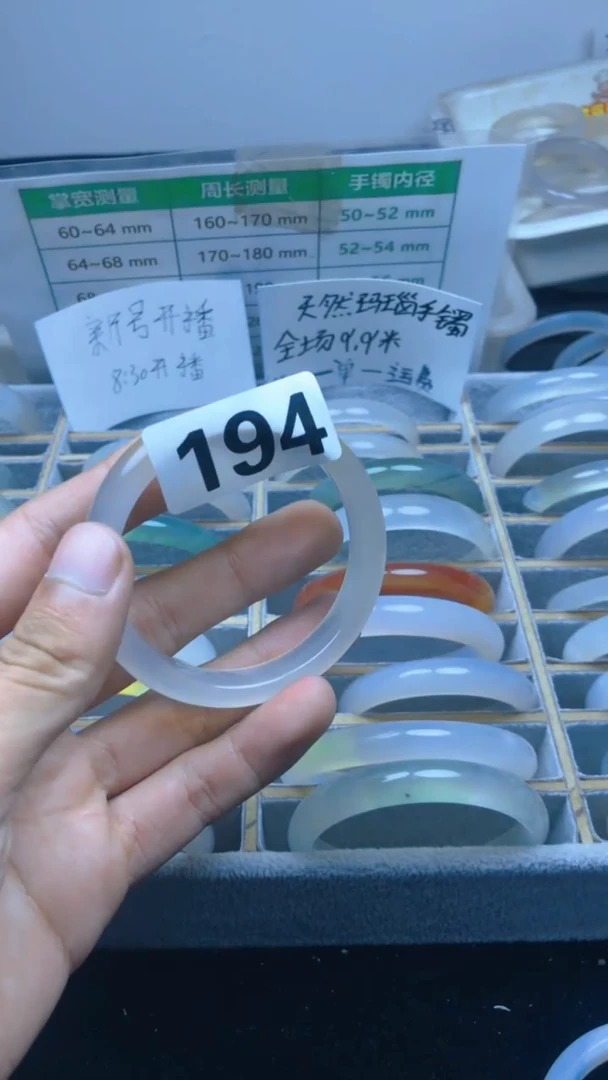 掌宽测量 周长测量 手镯内径
60~64 mm 160~170 mm 50~52 mm
64~68 mm 170~180 mm 52~54 mm
新号开播
8:30开播
天然玛瑙手镯
全场9.9米
一单一运费
194